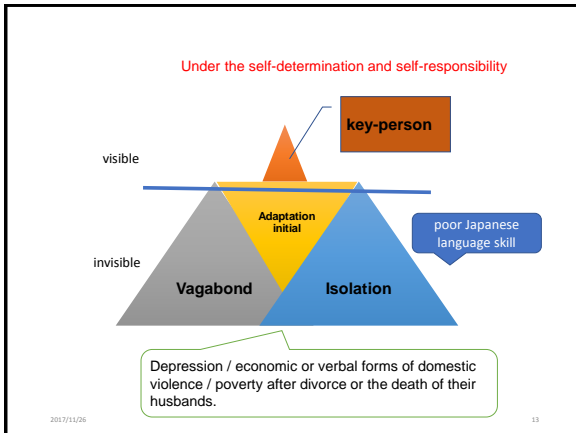 Under the self-determination and self-responsibility
key-person
visible
Adaptation
initial
poor Japanese
language skill
invisible
Vagabond
Isolation
Depression / economic or verbal forms of domestic
violence / poverty after divorce or the death of their
husbands.
2017/11/26
13